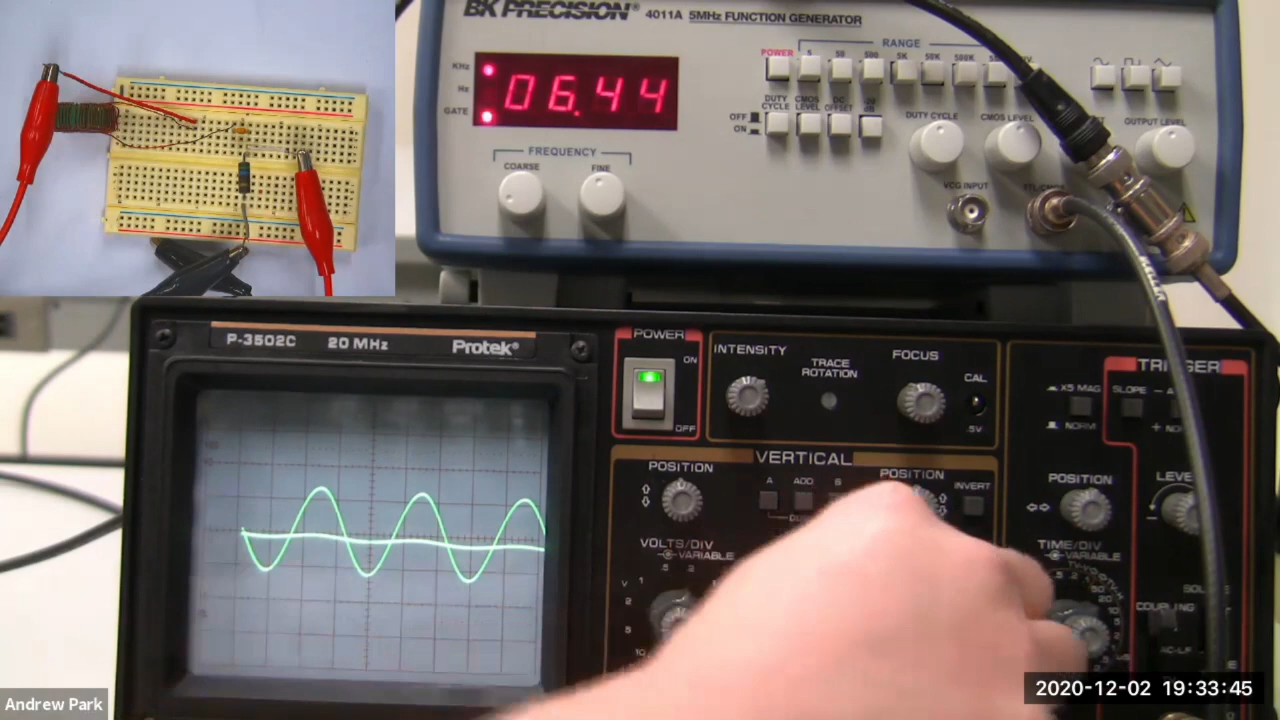 BK PRECISION® 4011A 5MHz FUNCTION GENERATOR
KHz
Hz
GATE
06.44
POWER
RANGE
5 50 500 5K 50K 500K
DUTY CYCLE
CMOS LEVEL
DC OFFSET
OFF
ON
FREQUENCY
COARSE
FINE
DUTY CYCLE
CMOS LEVEL
OUTPUT LEVEL
VCG INPUT
P-3502C 20 MHz Protek®
POWER
ON
OFF
INTENSITY
TRACE ROTATION
FOCUS
CAL
.5V
X5 MAG
NORM
TRIGGER
SLOPE
VERTICAL
POSITION
A
ADD
B
POSITION
INVERT
POSITION
LEVEL
VOLTS/DIV
VARIABLE
TIME/DIV
VARIABLE
COUPLING
AC-LF
Andrew Park
2020-12-02 19:33:45